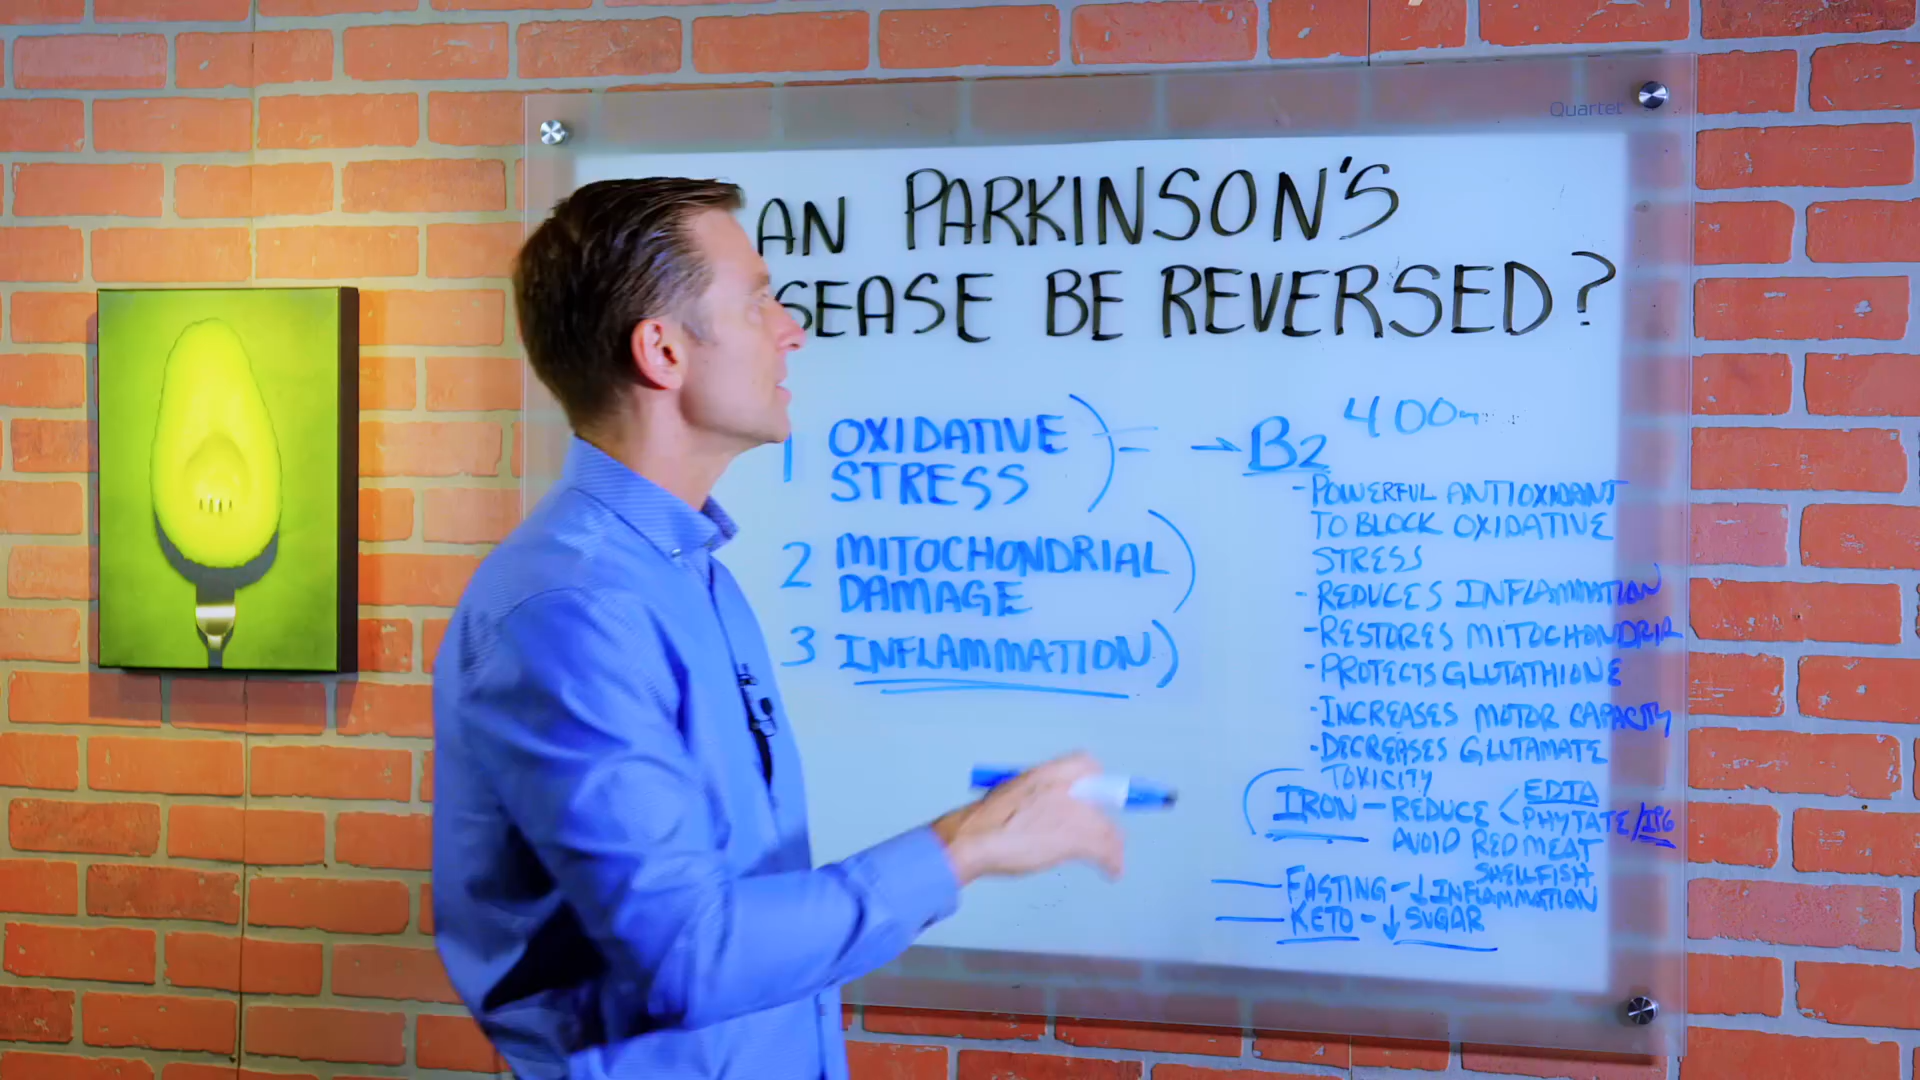 Quartet
AN PARKINSON'S
SEASE BE REVERSED?
1 OXIDATIVE
STRESS
2 MITOCHONDRIAL
DAMAGE
3 INFLAMMATION
= → B2 400
- POWERFUL ANTIOXIDANT
TO BLOCK OXIDATIVE
STRESS
- REDUCES INFLAMMATION
- RESTORES MITOCHONDRIA
- PROTECTS GLUTATHIONE
- INCREASES MOTOR CAPACITY
- DECREASES GLUTAMATE
TOXICITY
IRON - REDUCE < EDTA
PHYTATE/IP6
AVOID RED MEAT
SHELLFISH
FASTING - ↓ INFLAMMATION
KETO - ↓ SUGAR